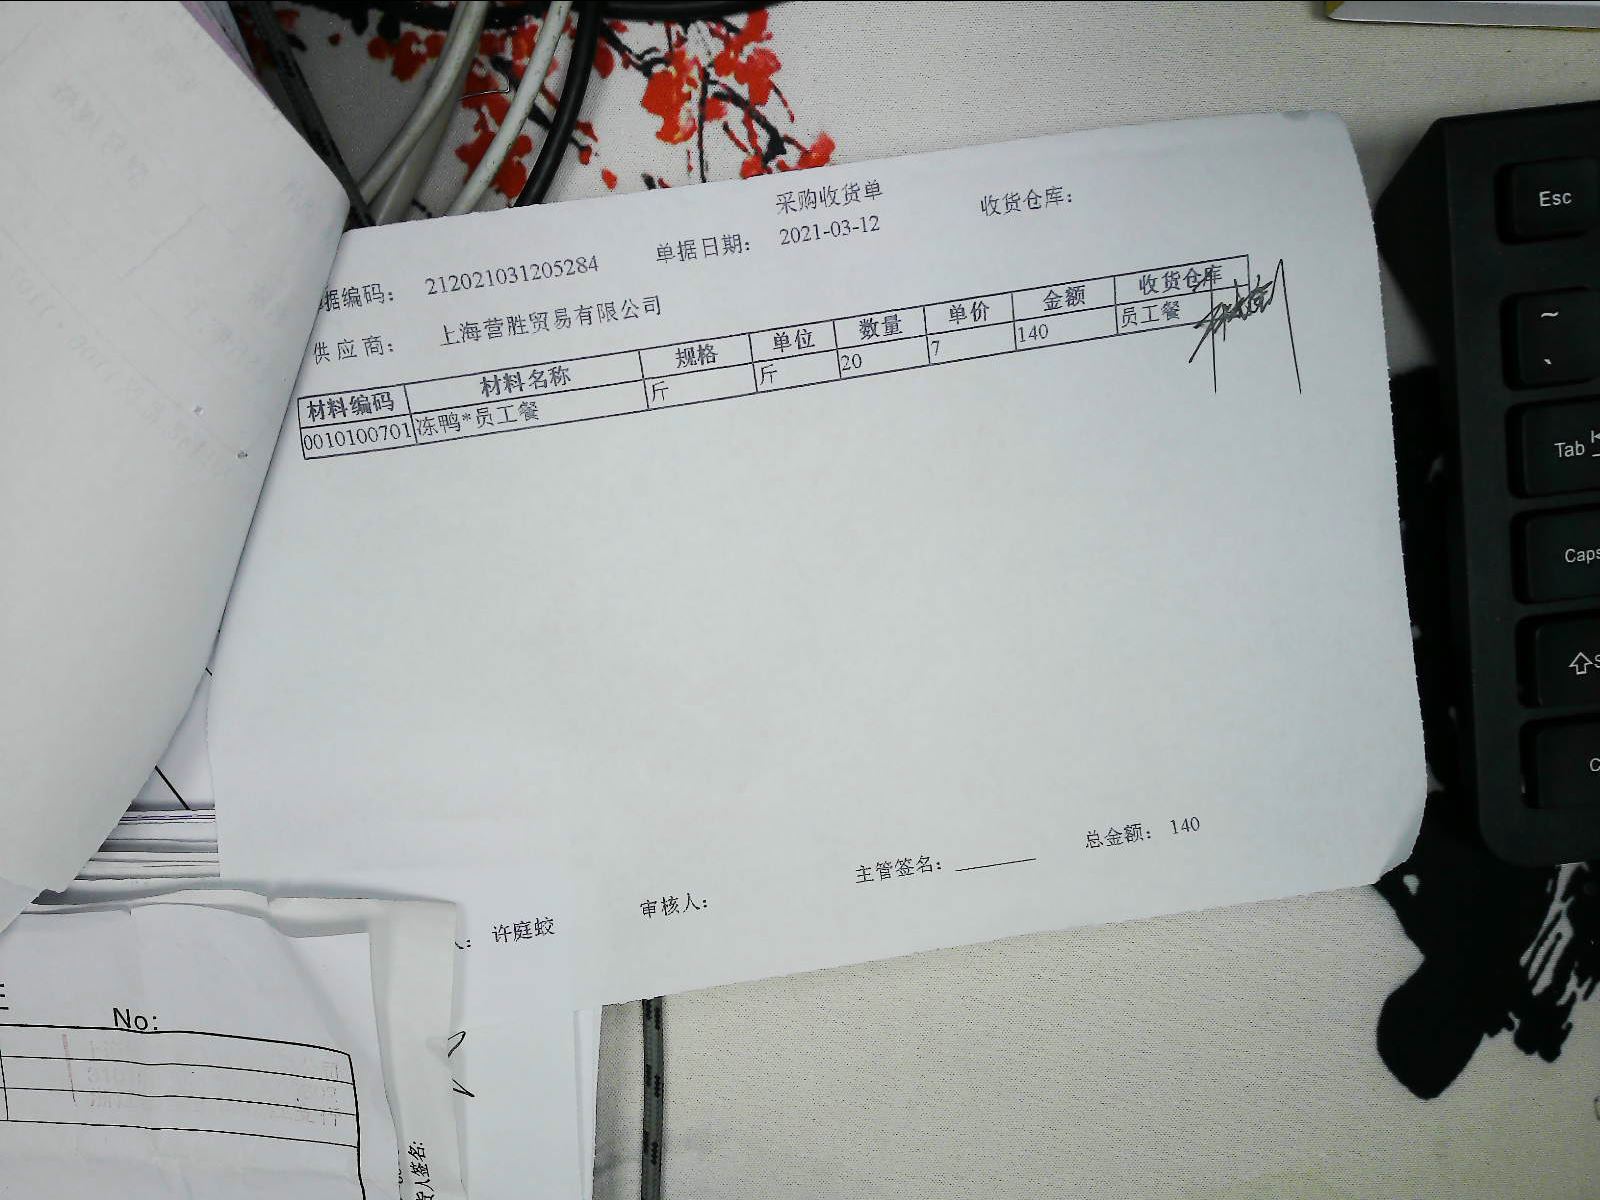 采购收货单
收货仓库：
据编码： 212021031205284 单据日期： 2021-03-12
供应商： 上海营胜贸易有限公司
材料编码 材料名称 规格 单位 数量 单价 金额 收货仓库
0010100701 冻鸭*员工餐 斤 斤 20 7 140 员工餐
主管签名： 总金额： 140
人： 许庭蛟 审核人：
No:
人签名:
Esc
~
Tab
Caps